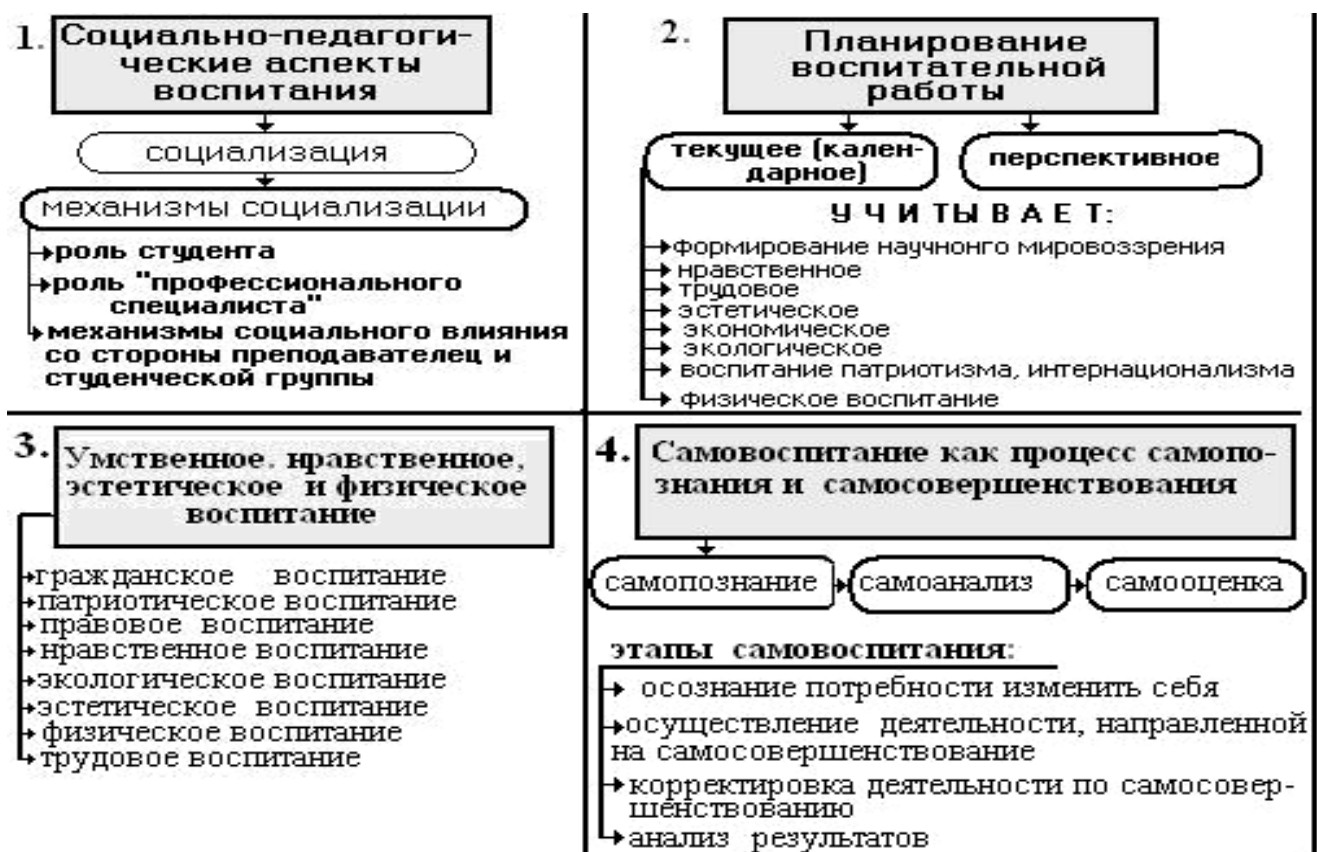 1. Социально-педагоги-
ческие аспекты
воспитания
социализация
механизмы социализации
роль студента
роль "профессионального
специалиста"
механизмы социального влияния
со стороны преподавателец и
студенческой группы
2. Планирование
воспитательной
работы
текущее (кален-
дарное)
перспективное
УЧИТЫВАЕТ:
формирование научнонго мировоззрения
нравственное
трудовое
эстетическое
экономическое
экологическое
воспитание патриотизма, интернационализма
физическое воспитание
3. Умственное. нравственное,
эстетическое и физическое
воспитание
гражданское воспитание
патриотическое воспитание
правовое воспитание
нравственное воспитание
экологическое воспитание
эстетическое воспитание
физическое воспитание
трудовое воспитание
4. Самовоспитание как процесс самопо-
знания и самосовершенствования
самопознание
самоанализ
самооценка
этапы самовоспитания:
осознание потребности изменить себя
осуществление деятельности, направленной
на самосовершенствование
корректировка деятельности по самосовер-
шенствованию
анализ результатов